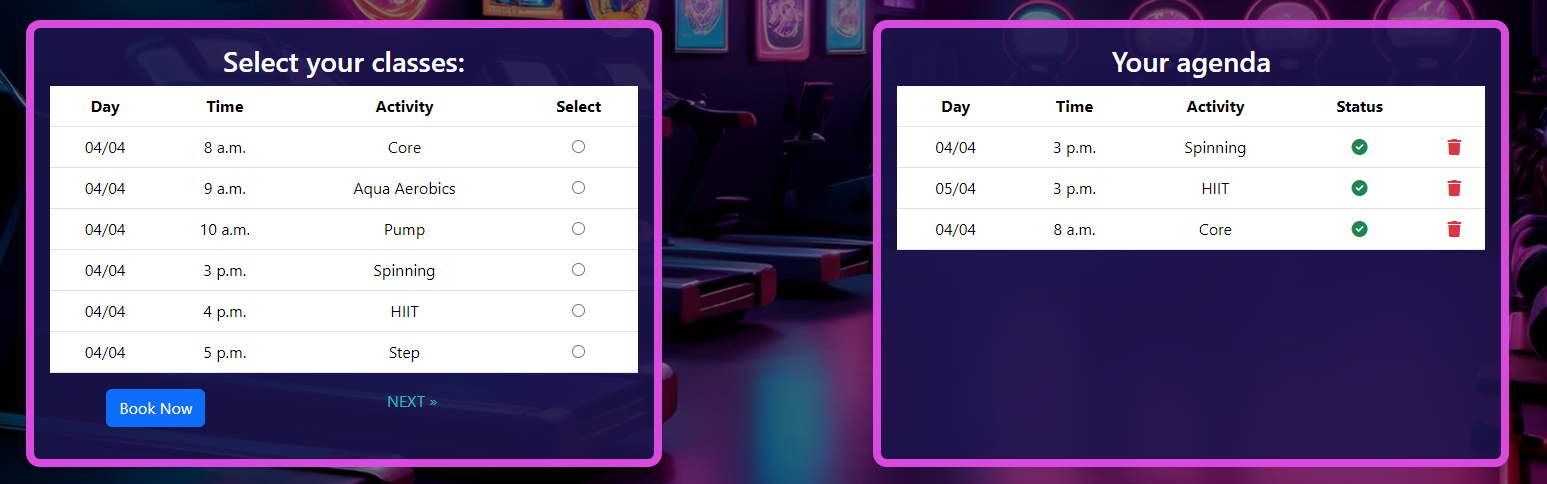 Select your classes:
Day Time Activity Select
04/04 8 a.m. Core
04/04 9 a.m. Aqua Aerobics
04/04 10 a.m. Pump
04/04 3 p.m. Spinning
04/04 4 p.m. HIIT
04/04 5 p.m. Step
Book Now NEXT »
Your agenda
Day Time Activity Status
04/04 3 p.m. Spinning
05/04 3 p.m. HIIT
04/04 8 a.m. Core